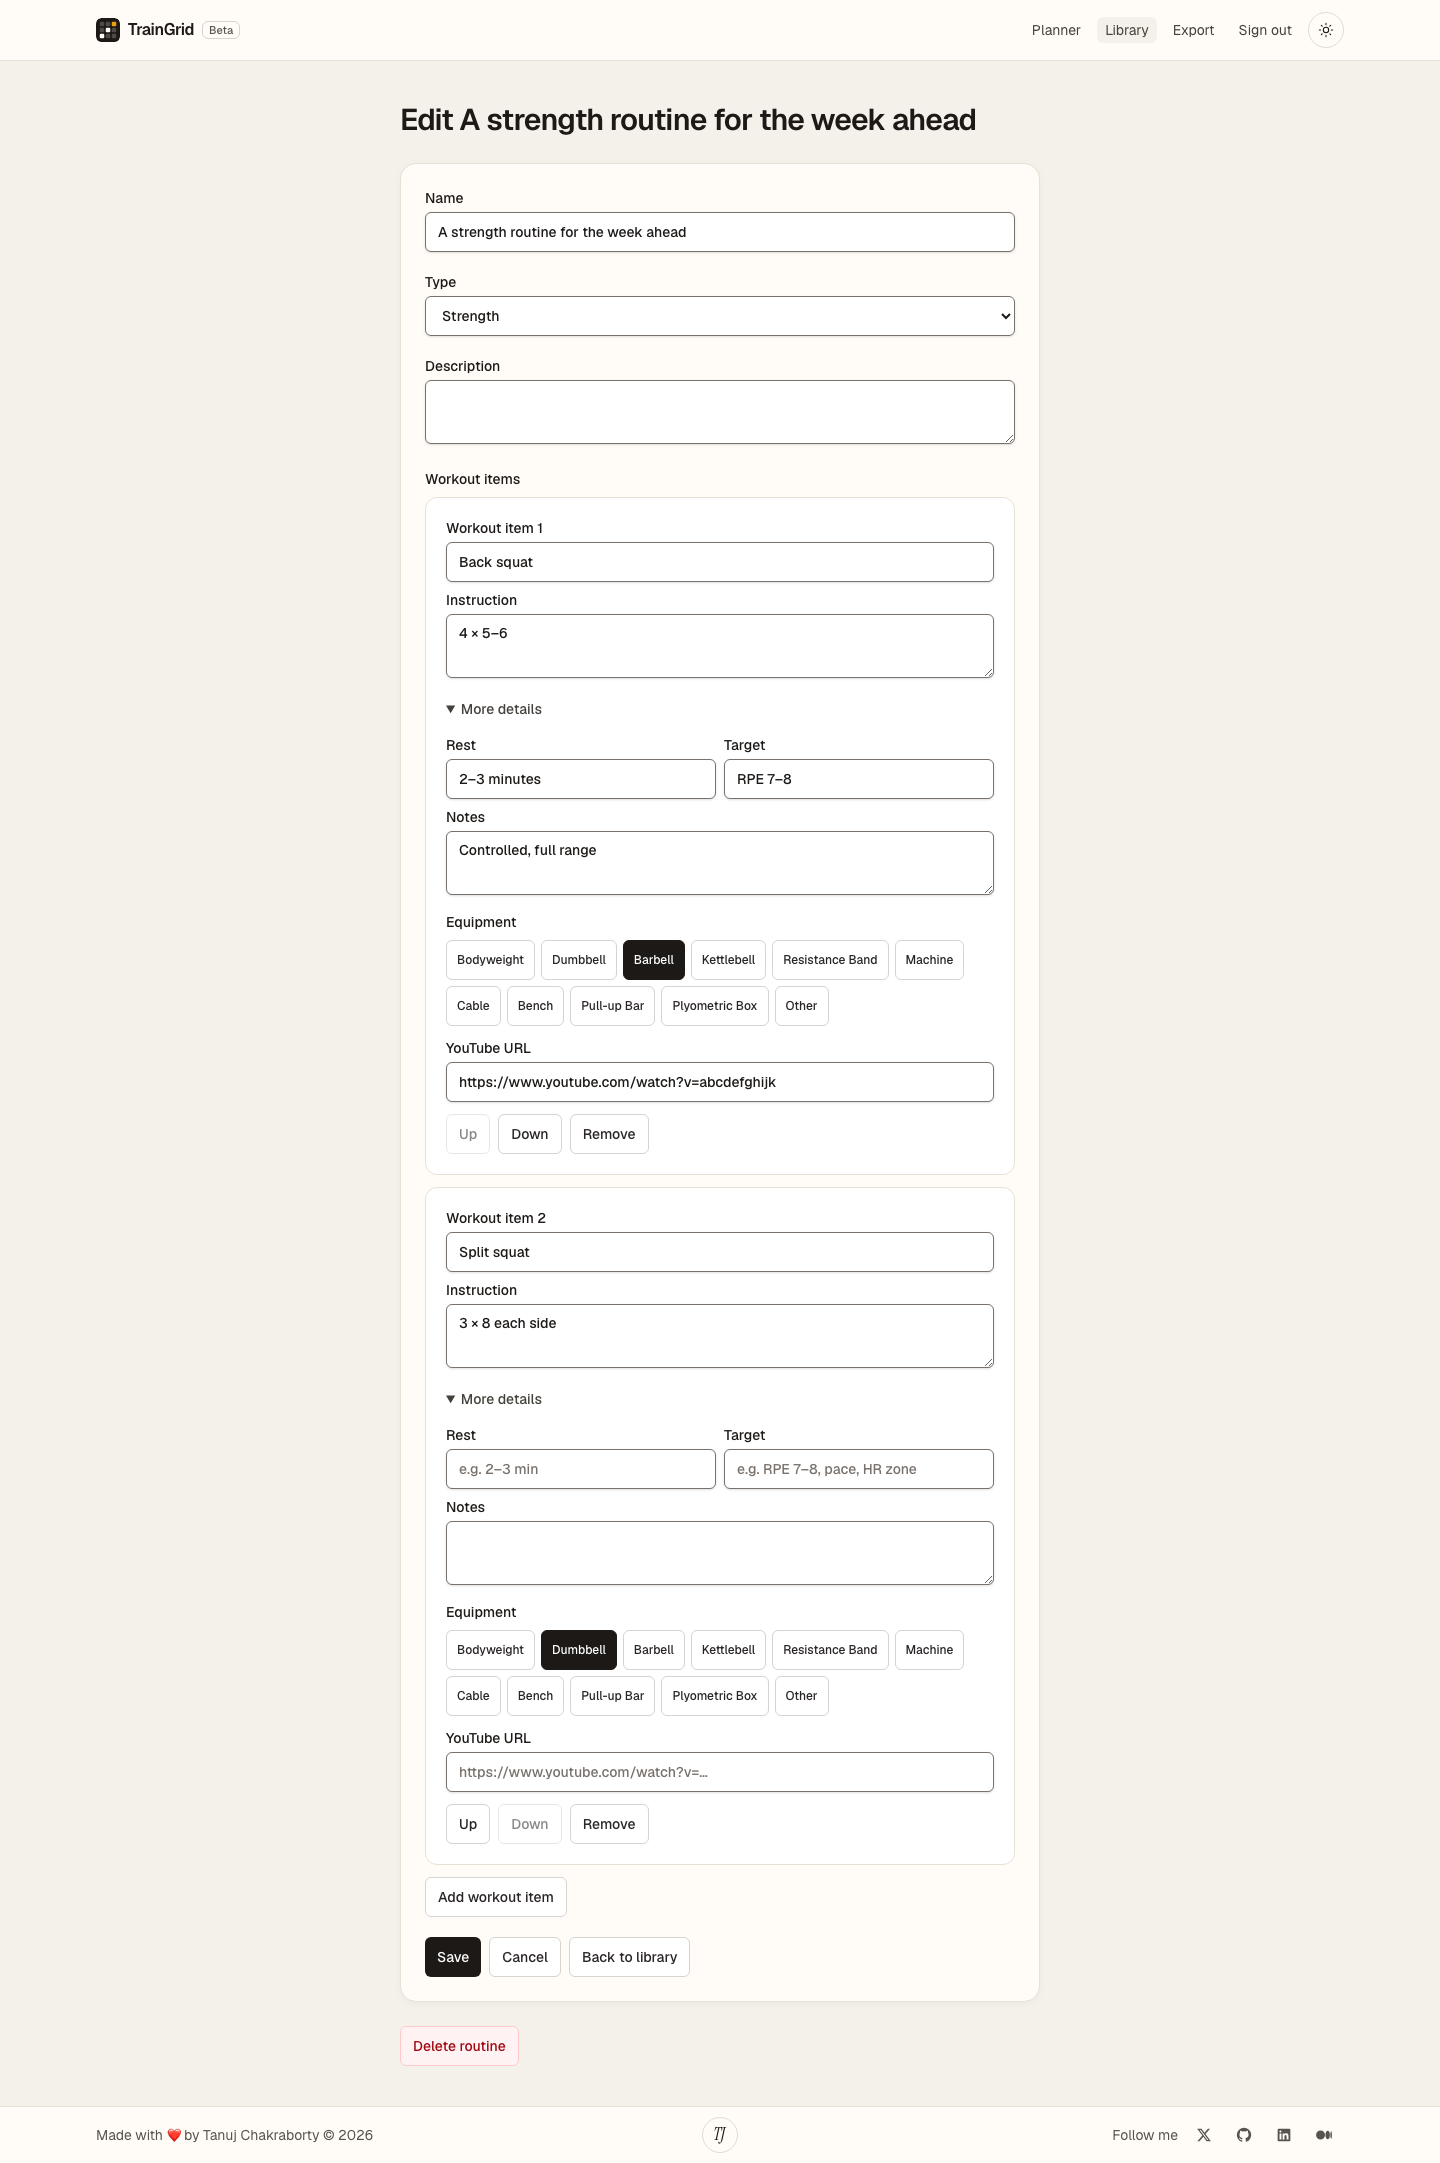 TrainGrid Beta Planner Library Export Sign out
Edit A strength routine for the week ahead
Name
A strength routine for the week ahead
Type
Strength
Description
Workout items
Workout item 1
Back squat
Instruction
4 × 5–6
▼ More details
Rest Target
2–3 minutes RPE 7–8
Notes
Controlled, full range
Equipment
Bodyweight Dumbbell Barbell Kettlebell Resistance Band Machine
Cable Bench Pull-up Bar Plyometric Box Other
YouTube URL
https://www.youtube.com/watch?v=abcdefghijk
Up Down Remove
Workout item 2
Split squat
Instruction
3 × 8 each side
▼ More details
Rest Target
e.g. 2–3 min e.g. RPE 7–8, pace, HR zone
Notes
Equipment
Bodyweight Dumbbell Barbell Kettlebell Resistance Band Machine
Cable Bench Pull-up Bar Plyometric Box Other
YouTube URL
https://www.youtube.com/watch?v=…
Up Down Remove
Add workout item
Save Cancel Back to library
Delete routine
Made with ❤️ by Tanuj Chakraborty © 2026 TJ Follow me